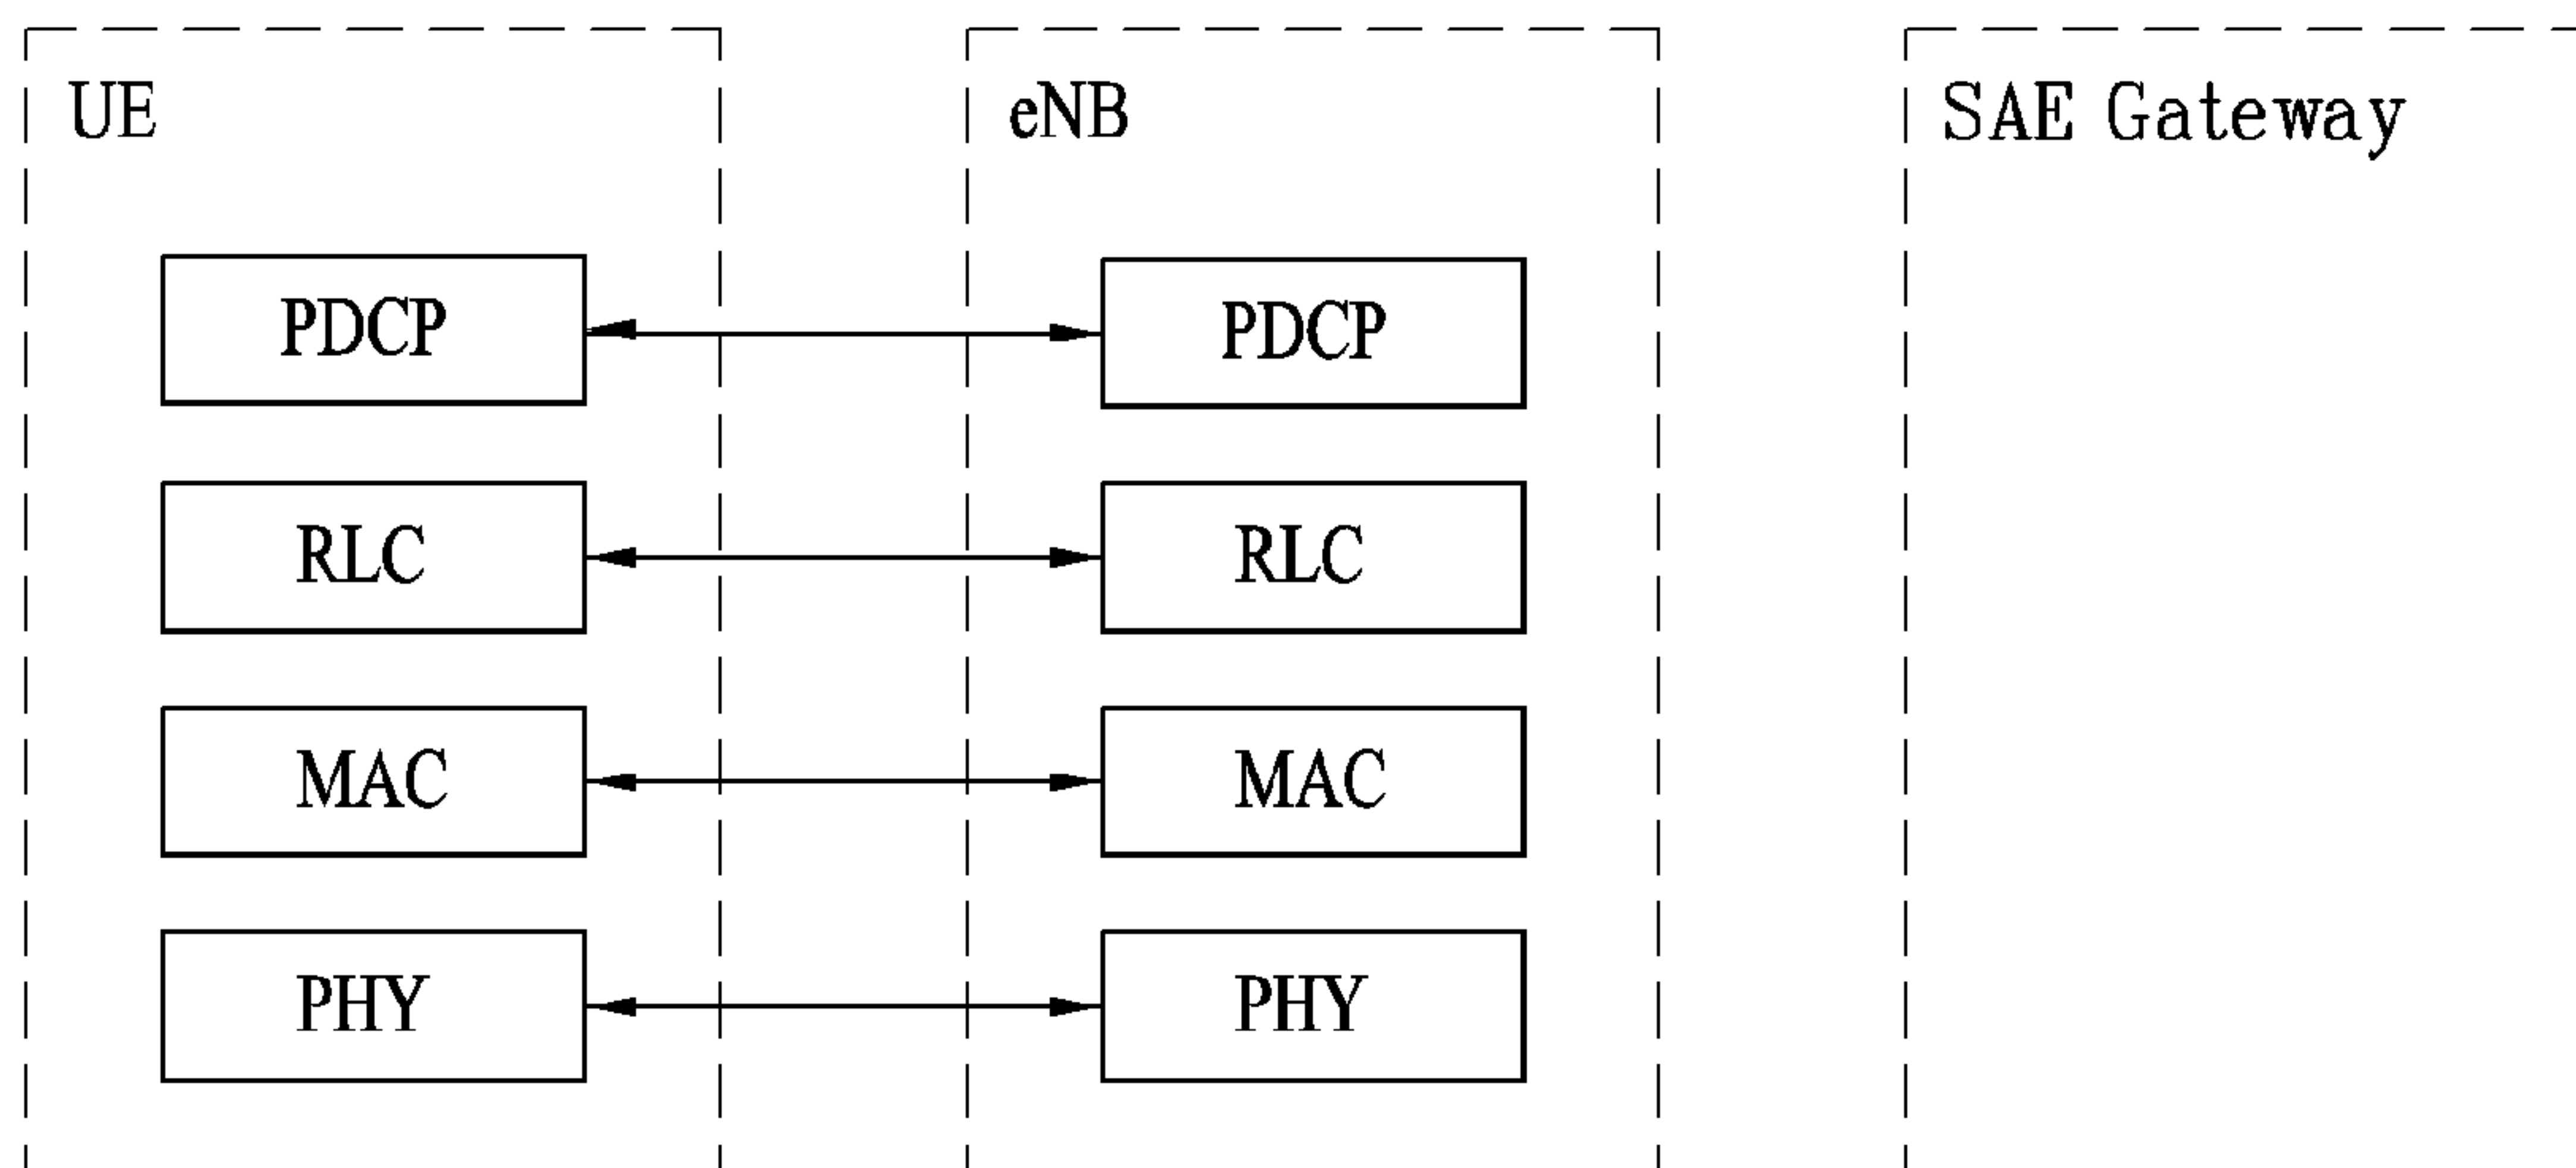 UE
eNB
SAE Gateway
PDCP
PDCP
RLC
RLC
MAC
MAC
PHY
PHY